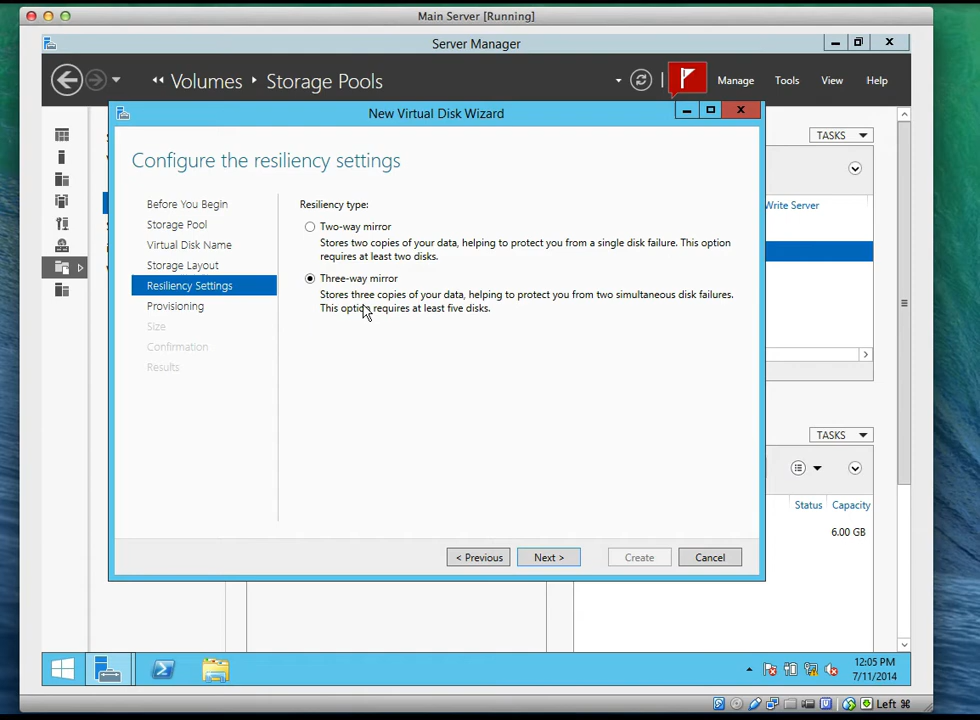 Main Server [Running]
Server Manager
Volumes
Storage Pools
Manage
Tools
View
Help
New Virtual Disk Wizard
TASKS
Configure the resiliency settings
Before You Begin
Storage Pool
Virtual Disk Name
Storage Layout
Resiliency Settings
Provisioning
Size
Confirmation
Results
Resiliency type:
Two-way mirror
Stores two copies of your data, helping to protect you from a single disk failure. This option
requires at least two disks.
Three-way mirror
Stores three copies of your data, helping to protect you from two simultaneous disk failures.
This option requires at least five disks.
Write Server
TASKS
Status
Capacity
6.00 GB
< Previous
Next >
Create
Cancel
12:05 PM
7/11/2014
Left ⌘